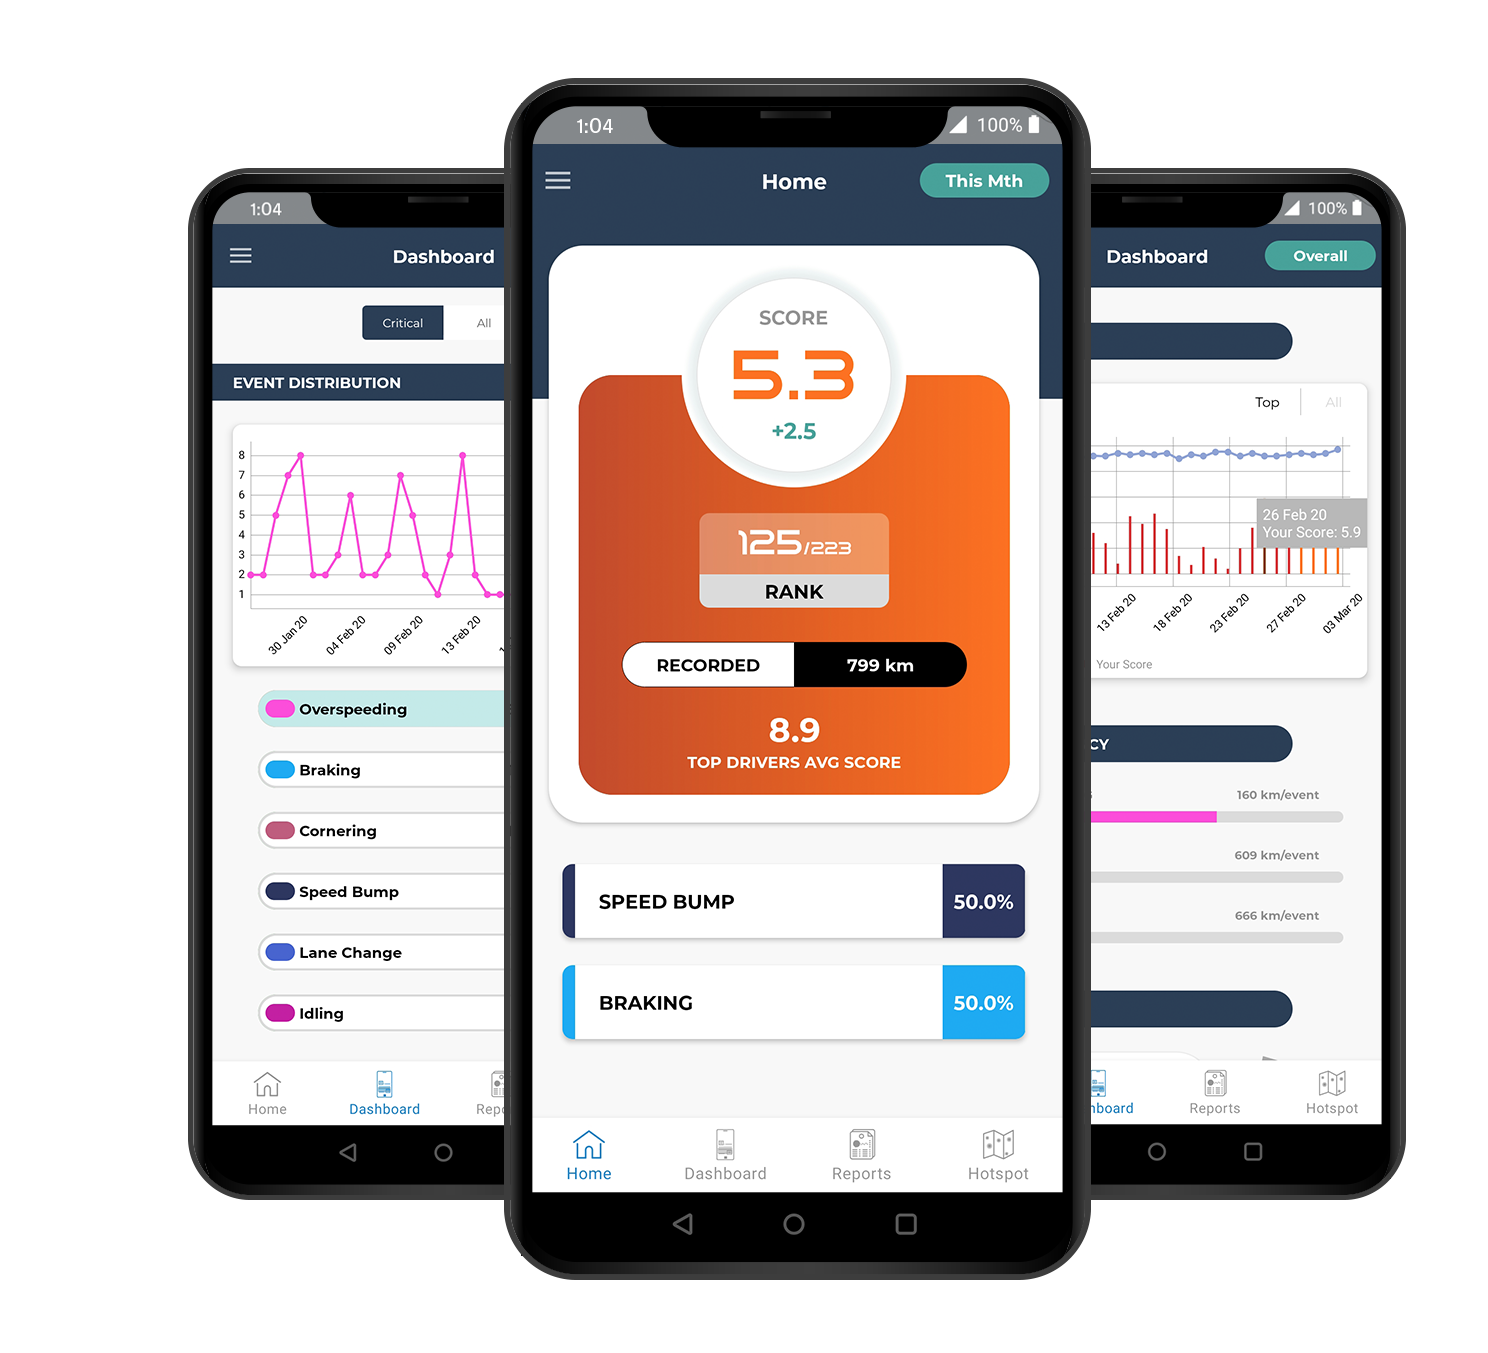 1:04
Dashboard
Critical
All
EVENT DISTRIBUTION
8
7
6
5
4
3
2
1
30 Jan 20
04 Feb 20
09 Feb 20
13 Feb 20
Overspeeding
Braking
Cornering
Speed Bump
Lane Change
Idling
Home
Dashboard
1:04
100%
Home
This Mth
SCORE
5.3
+2.5
125/223
RANK
RECORDED
799 km
8.9
TOP DRIVERS AVG SCORE
SPEED BUMP
50.0%
BRAKING
50.0%
Home
Dashboard
Reports
Hotspot
100%
Dashboard
Overall
Top
All
26 Feb 20
Your Score: 5.9
13 Feb 20
18 Feb 20
23 Feb 20
27 Feb 20
03 Mar 20
Your Score
CY
160 km/event
609 km/event
666 km/event
Reports
Hotspot